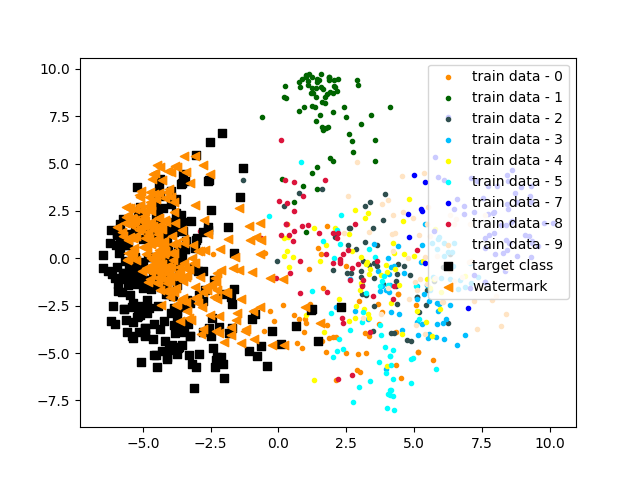 10.0
7.5
5.0
2.5
0.0
−2.5
−5.0
−7.5
−5.0
−2.5
0.0
2.5
5.0
7.5
10.0
train data - 0
train data - 1
train data - 2
train data - 3
train data - 4
train data - 5
train data - 7
train data - 8
train data - 9
target class
watermark